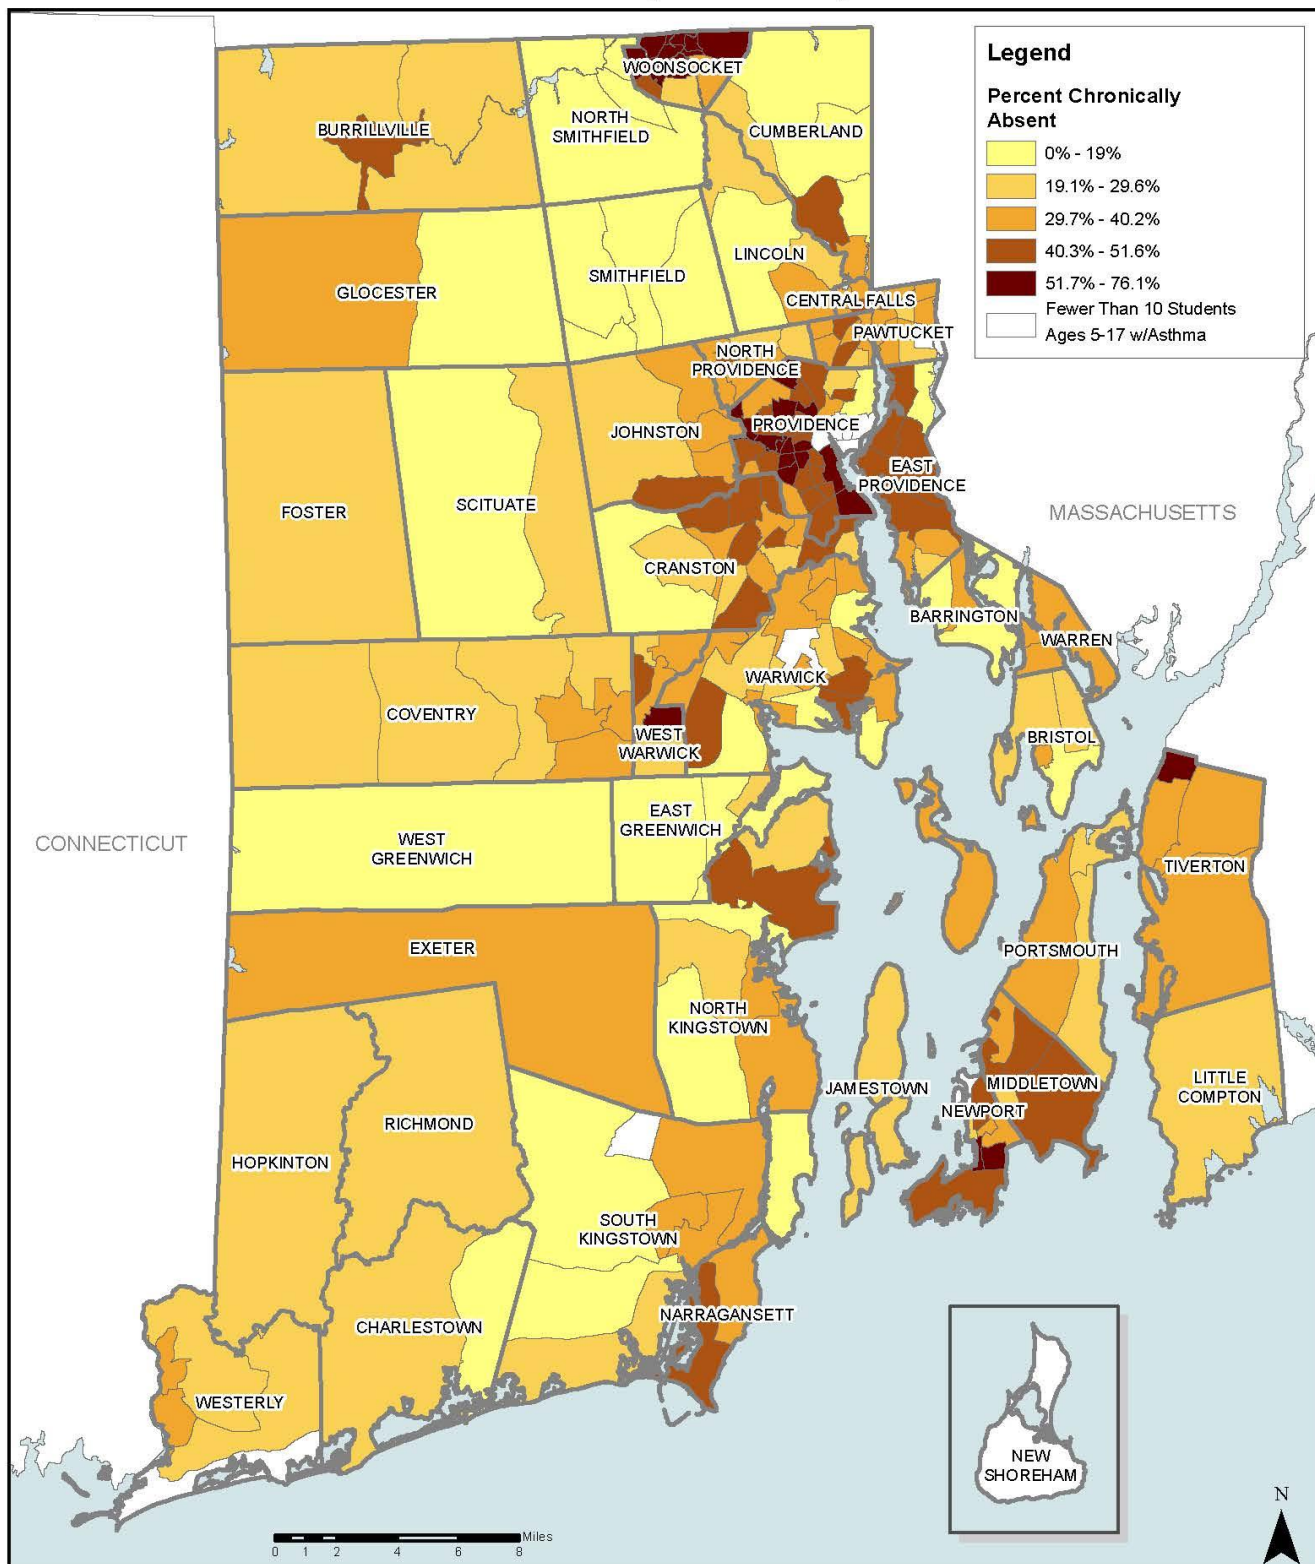 Legend
Percent Chronically
Absent
0% - 19%
19.1% - 29.6%
29.7% - 40.2%
40.3% - 51.6%
51.7% - 76.1%
Fewer Than 10 Students
Ages 5-17 w/Asthma
WOONSOCKET
BURRILLVILLE
NORTH
SMITHFIELD
CUMBERLAND
LINCOLN
SMITHFIELD
GLOCESTER
CENTRAL FALLS
PAWTUCKET
NORTH
PROVIDENCE
PROVIDENCE
JOHNSTON
EAST
PROVIDENCE
SCITUATE
FOSTER
MASSACHUSETTS
CRANSTON
BARRINGTON
WARREN
WARWICK
COVENTRY
WEST
WARWICK
BRISTOL
EAST
GREENWICH
WEST
GREENWICH
CONNECTICUT
TIVERTON
EXETER
PORTSMOUTH
NORTH
KINGSTOWN
JAMESTOWN
MIDDLETOWN
NEWPORT
LITTLE
COMPTON
RICHMOND
HOPKINTON
SOUTH
KINGSTOWN
NARRAGANSETT
CHARLESTOWN
WESTERLY
NEW
SHOREHAM
N
Miles
0 1 2 4 6 8